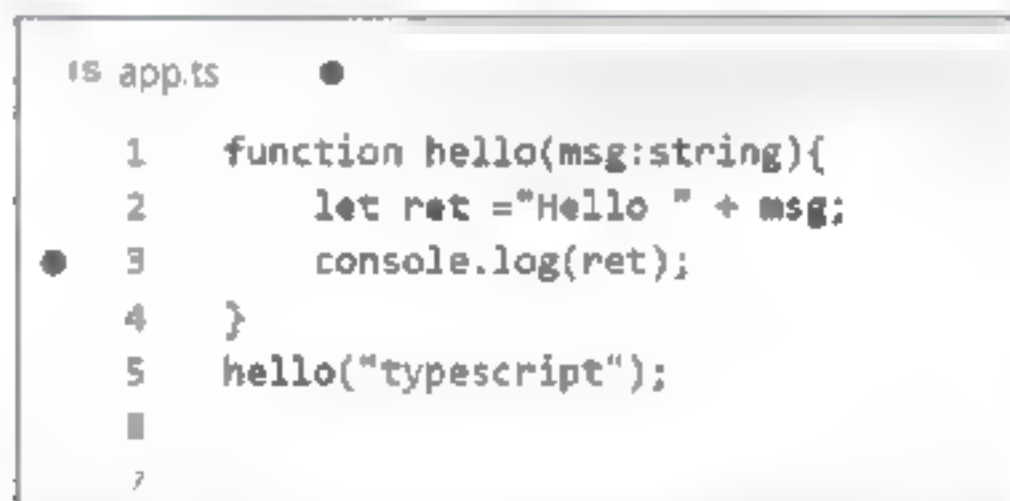 TS app.ts
1 function hello(msg:string){
2 let ret ="Hello " + msg;
3 console.log(ret);
4 }
5 hello("typescript");
7